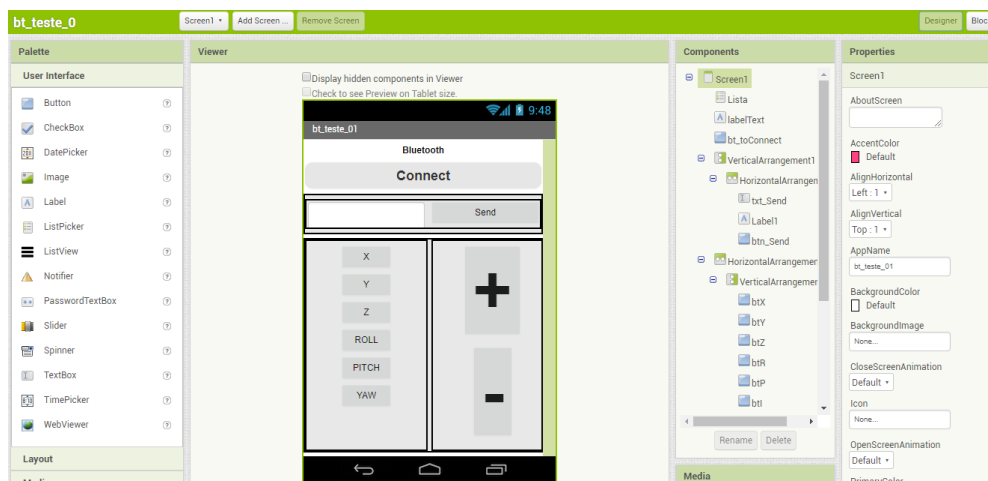 bt_teste_0
Screen1
Add Screen ...
Remove Screen
Designer
Bloc
Palette
User Interface
Button
CheckBox
DatePicker
Image
Label
ListPicker
ListView
Notifier
PasswordTextBox
Slider
Spinner
TextBox
TimePicker
WebViewer
Layout
Viewer
Display hidden components in Viewer
Check to see Preview on Tablet size.
9:48
bt_teste_01
Bluetooth
Connect
Send
X
Y
Z
ROLL
PITCH
YAW
+
-
Components
Screen1
Lista
labelText
bt_toConnect
VerticalArrangement1
HorizontalArrangen
txt_Send
Label1
btn_Send
HorizontalArrangemer
VerticalArrangemer
btX
btY
btZ
btR
btP
btI
Rename
Delete
Media
Properties
Screen1
AboutScreen
AccentColor
Default
AlignHorizontal
Left : 1
AlignVertical
Top : 1
AppName
bt_teste_01
BackgroundColor
Default
BackgroundImage
None...
CloseScreenAnimation
Default
Icon
None...
OpenScreenAnimation
Default